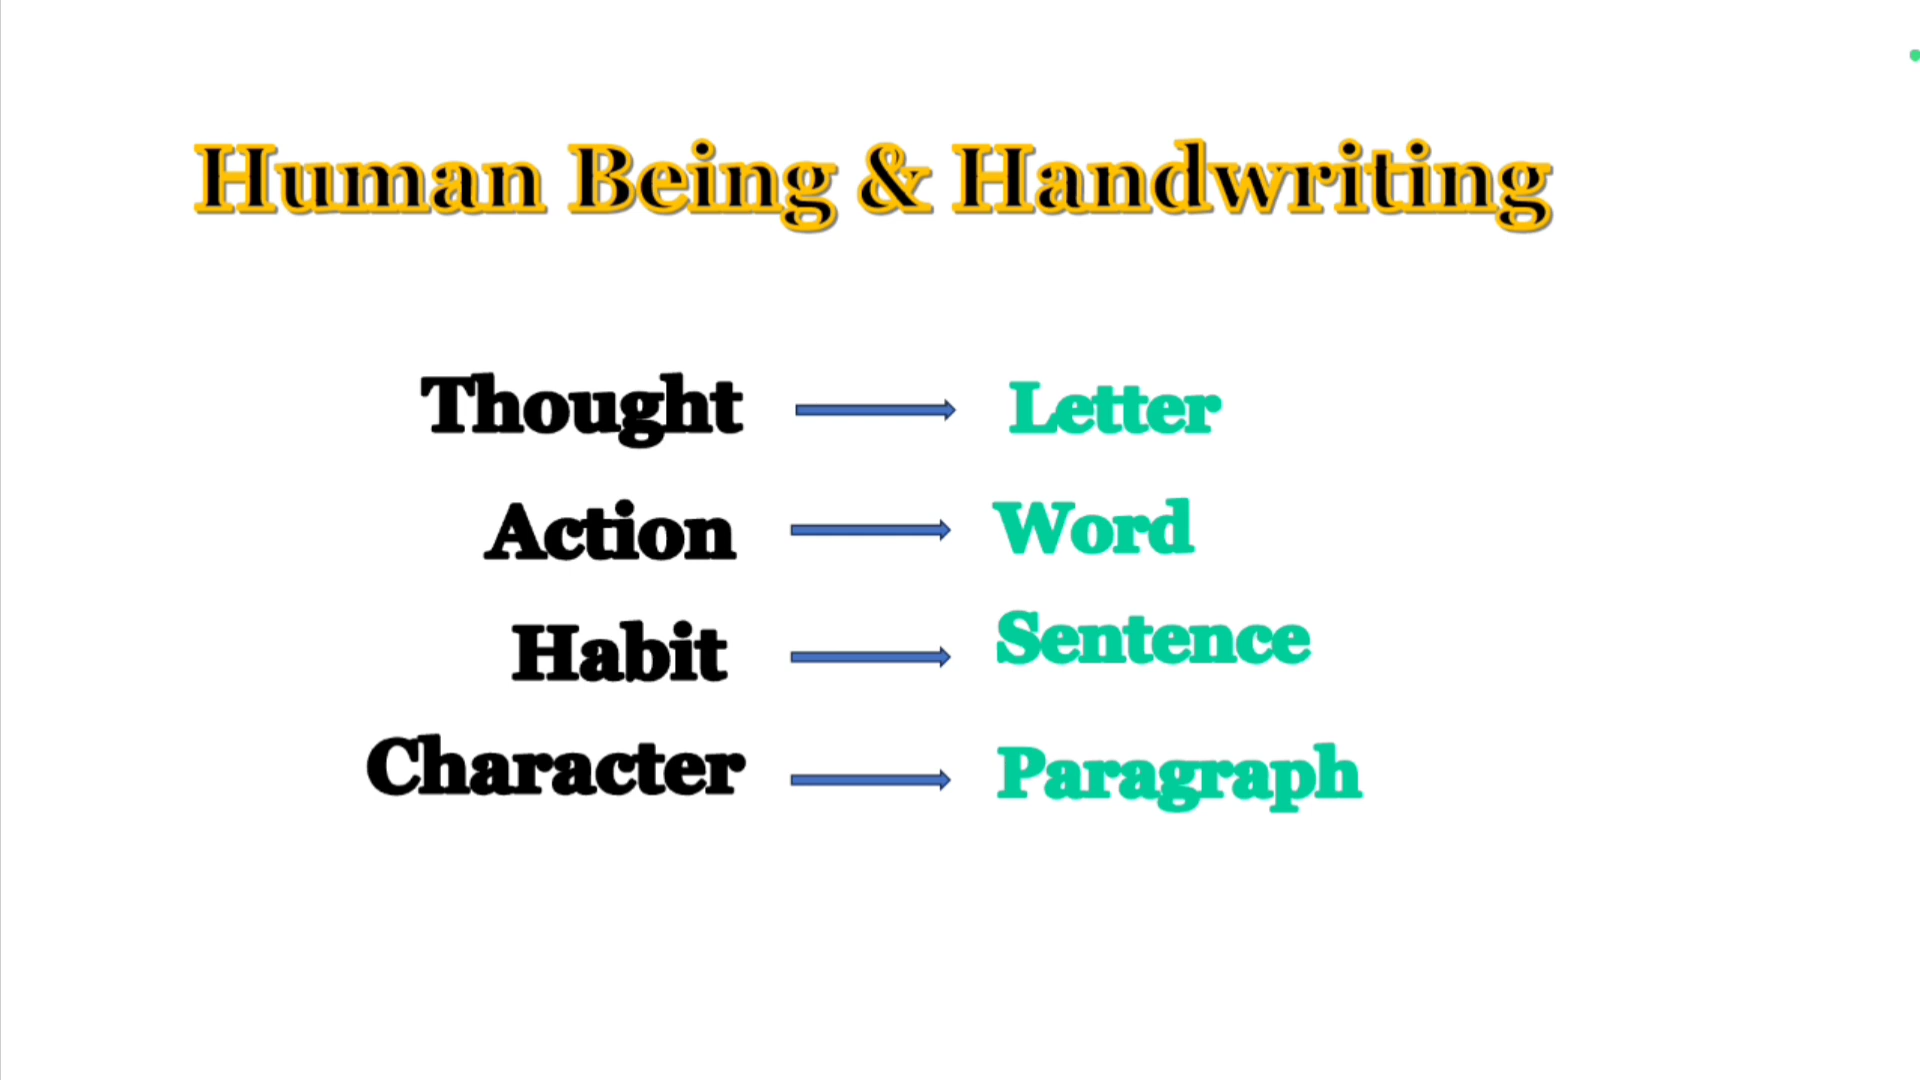 Human Being & Handwriting
Thought Letter
Action Word
Habit Sentence
Character Paragraph